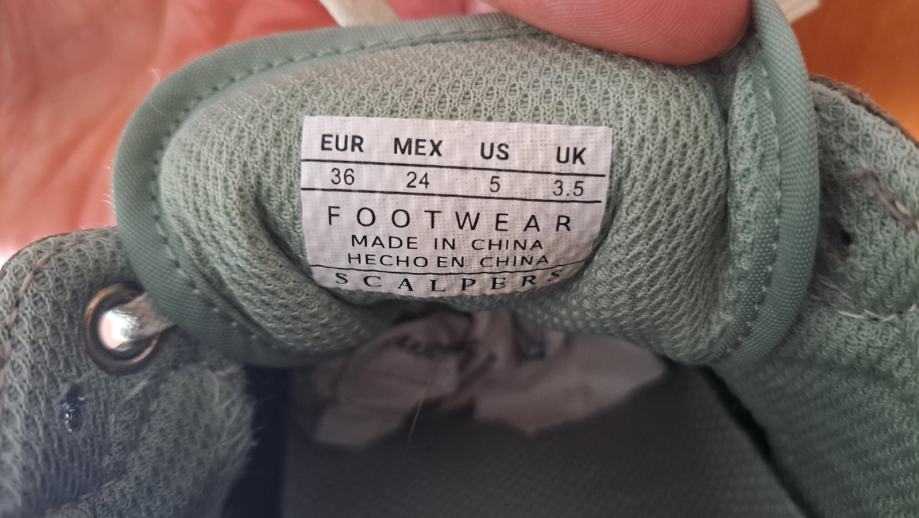 EUR MEX US UK
36 24 5 3.5
FOOTWEAR
MADE IN CHINA
HECHO EN CHINA
SCALPERS